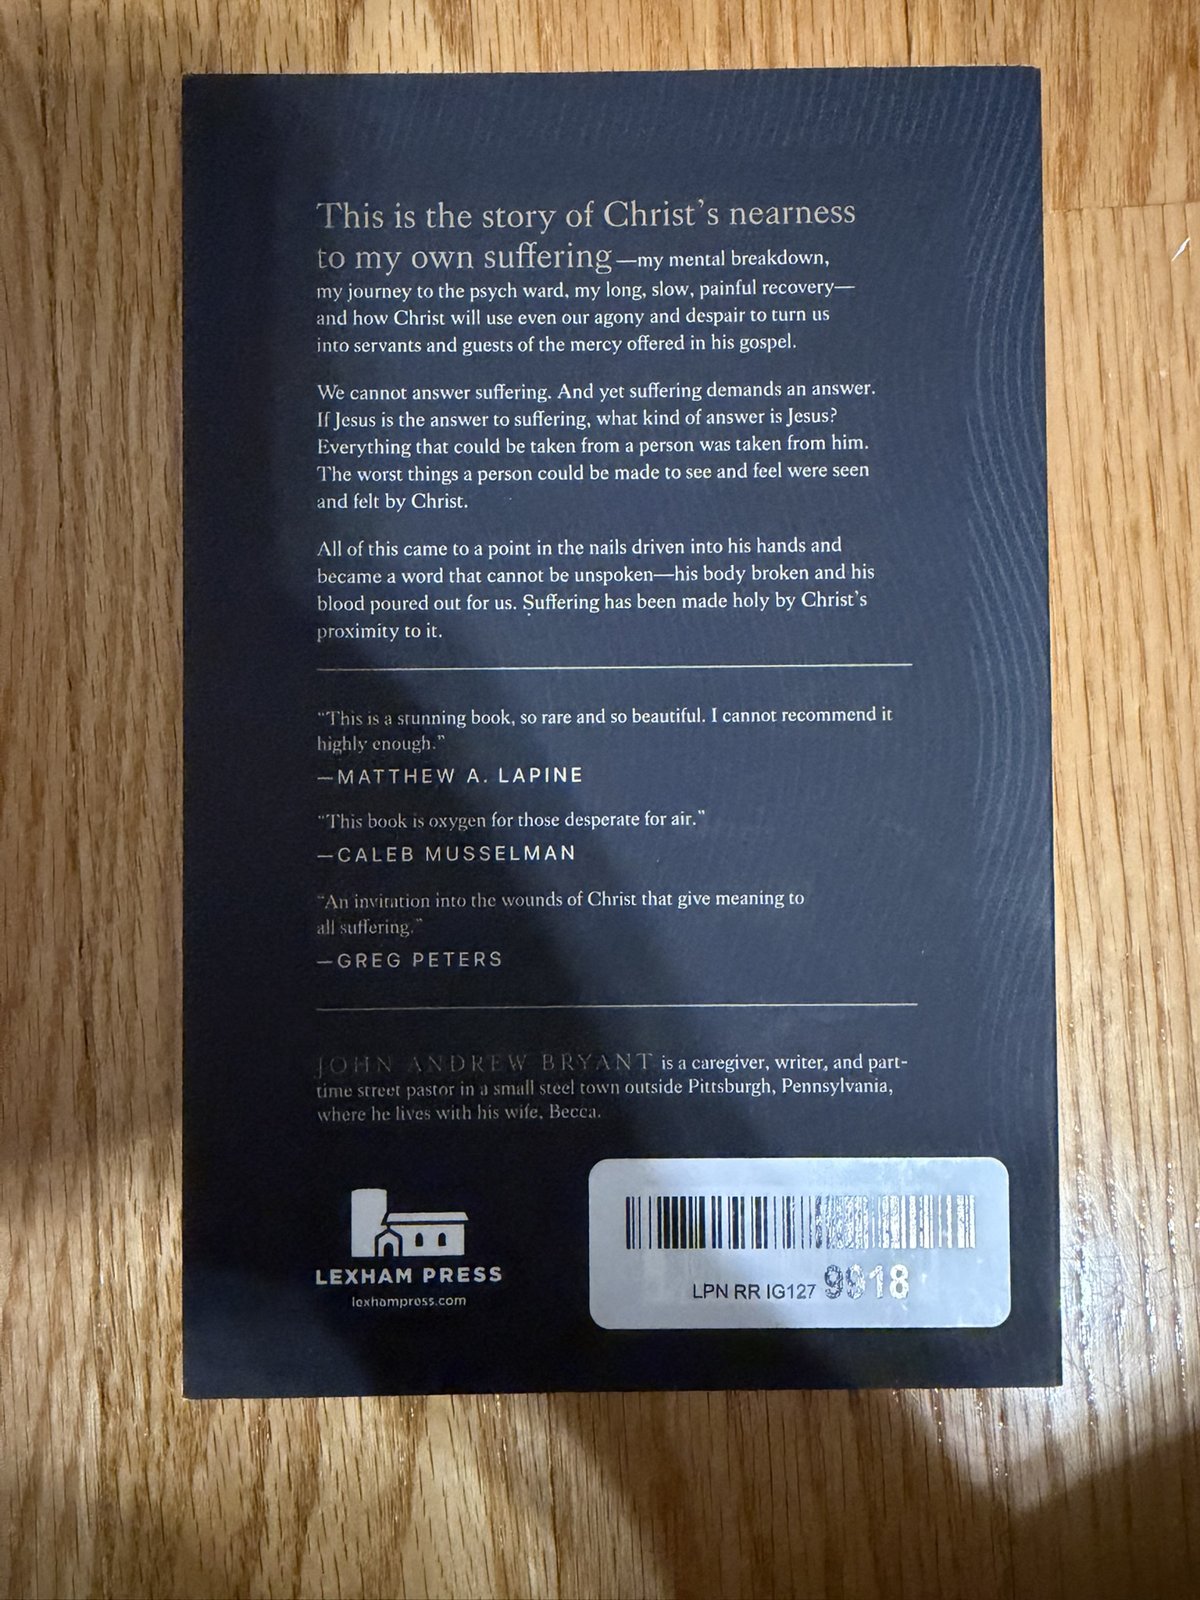 This is the story of Christ's nearness
to my own suffering—my mental breakdown,
my journey to the psych ward, my long, slow, painful recovery—
and how Christ will use even our agony and despair to turn us
into servants and guests of the mercy offered in his gospel.
We cannot answer suffering. And yet suffering demands an answer.
If Jesus is the answer to suffering, what kind of answer is Jesus?
Everything that could be taken from a person was taken from him.
The worst things a person could be made to see and feel were seen
and felt by Christ.
All of this came to a point in the nails driven into his hands and
became a word that cannot be unspoken—his body broken and his
blood poured out for us. Suffering has been made holy by Christ's
proximity to it.
"This is a stunning book, so rare and so beautiful. I cannot recommend it
highly enough."
—MATTHEW A. LAPINE
"This book is oxygen for those desperate for air."
—CALEB MUSSELMAN
"An invitation into the wounds of Christ that give meaning to
all suffering."
—GREG PETERS
JOHN ANDREW BRYANT is a caregiver, writer, and part-
time street pastor in a small steel town outside Pittsburgh, Pennsylvania,
where he lives with his wife, Becca.
LEXHAM PRESS
lexhampress.com
LPN RR IG127 9918